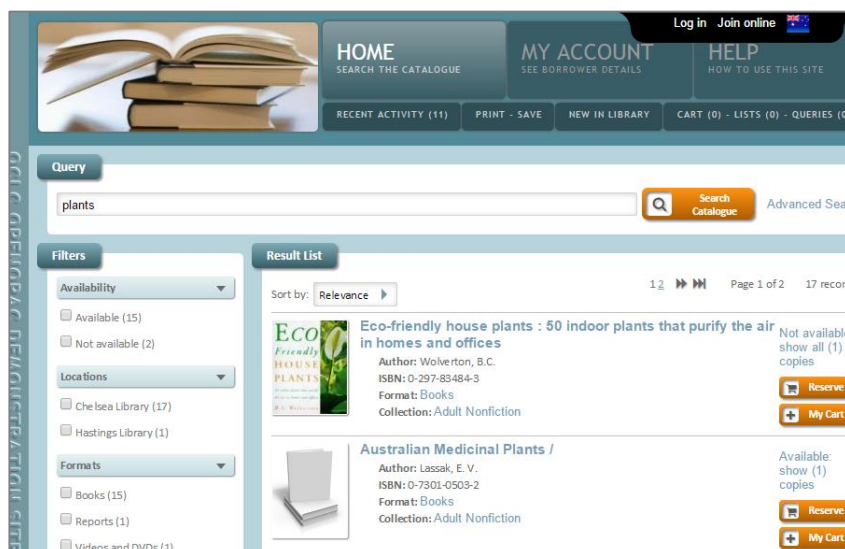 Log in Join online
HOME
SEARCH THE CATALOGUE
MY ACCOUNT
SEE BORROWER DETAILS
HELP
HOW TO USE THIS SITE
RECENT ACTIVITY (11)
PRINT - SAVE
NEW IN LIBRARY
CART (0) - LISTS (0) - QUERIES (0
Query
plants
Search
Catalogue
Advanced Sea
Filters
Availability
Available (15)
Not available (2)
Locations
Chelsea Library (17)
Hastings Library (1)
Formats
Books (15)
Reports (1)
Videos and DVDs (1)
Result List
Sort by: Relevance
1 2
Page 1 of 2
17 recor
ECO
Friendly
HOUSE
PLANTS
Eco-friendly house plants : 50 indoor plants that purify the air
in homes and offices
Author: Wolverton, B.C.
ISBN: 0-297-83484-3
Format: Books
Collection: Adult Nonfiction
Not available
show all (1)
copies
Reserve
My Cart
Australian Medicinal Plants /
Author: Lassak, E. V.
ISBN: 0-7301-0503-2
Format: Books
Collection: Adult Nonfiction
Available:
show (1)
copies
Reserve
My Cart